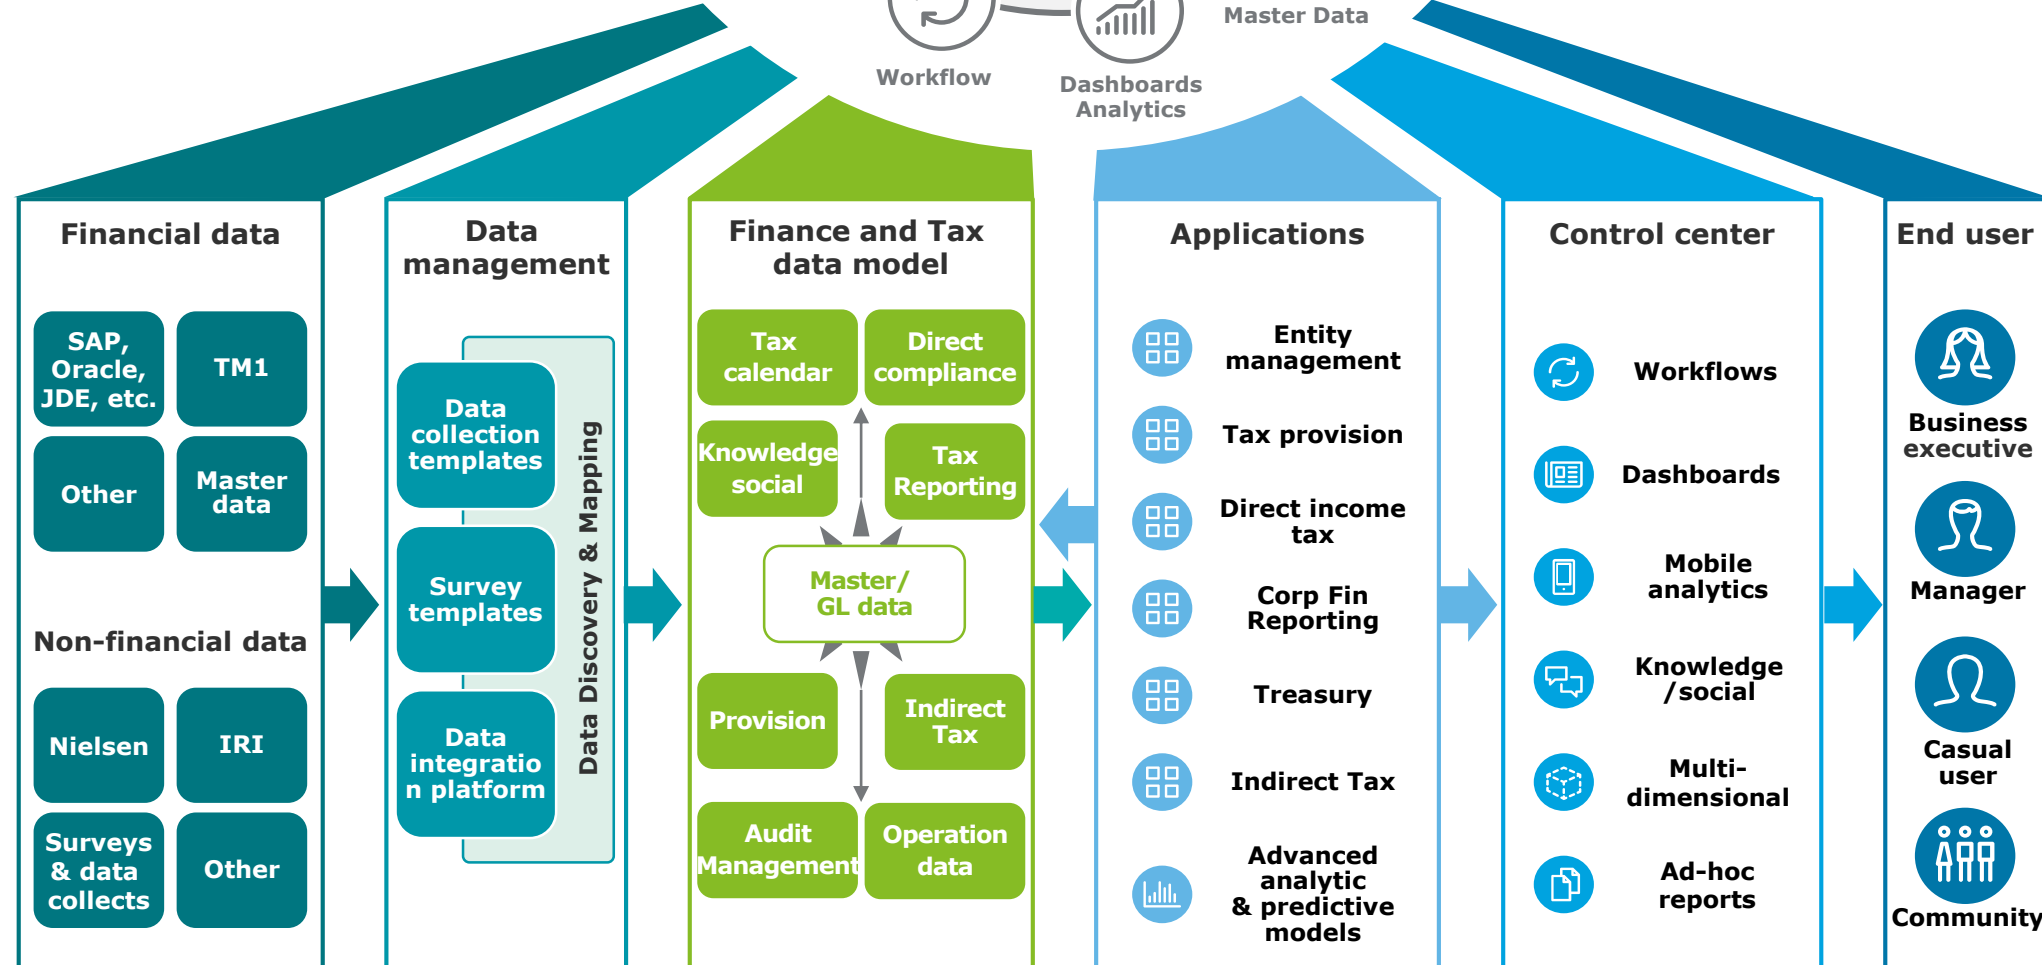 Master Data
Workflow
Dashboards
Analytics
Financial data
SAP,
Oracle,
JDE, etc.
TM1
Other
Master
data
Non-financial data
Nielsen
IRI
Surveys
& data
collects
Other
Data
management
Data
collection
templates
Survey
templates
Data
integratio
n platform
Data Discovery & Mapping
Finance and Tax
data model
Tax
calendar
Direct
compliance
Knowledge
social
Tax
Reporting
Master/
GL data
Provision
Indirect
Tax
Audit
Management
Operation
data
Applications
Entity
management
Tax provision
Direct income
tax
Corp Fin
Reporting
Treasury
Indirect Tax
Advanced
analytic
& predictive
models
Control center
Workflows
Dashboards
Mobile
analytics
Knowledge
/social
Multi-
dimensional
Ad-hoc
reports
End user
Business
executive
Manager
Casual
user
Community